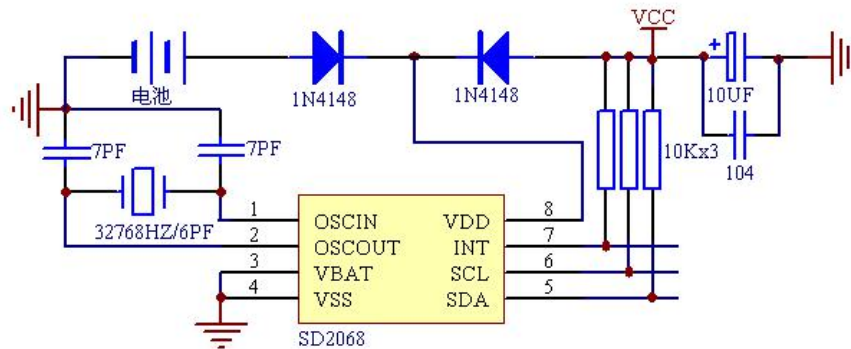 VCC
+
电池
1N4148
1N4148
10UF
7PF
7PF
10Kx3
104
32768HZ/6PF
1
OSCIN
VDD
8
2
OSCOUT
INT
7
3
VBAT
SCL
6
4
VSS
SDA
5
SD2068